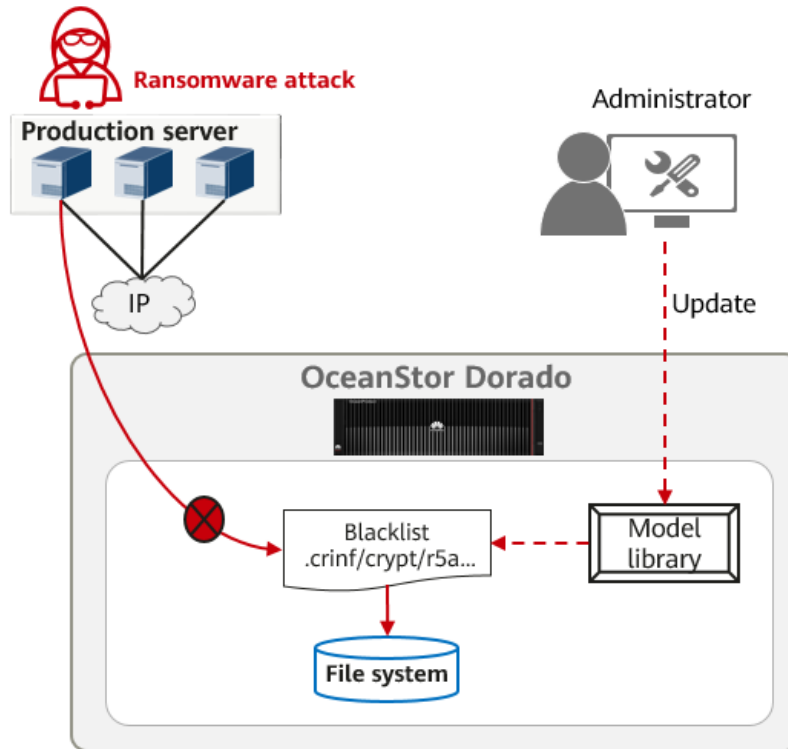 Ransomware attack
Production server
Administrator
IP
Update
OceanStor Dorado
Blacklist
.crinf/crypt/r5a...
Model
library
File system